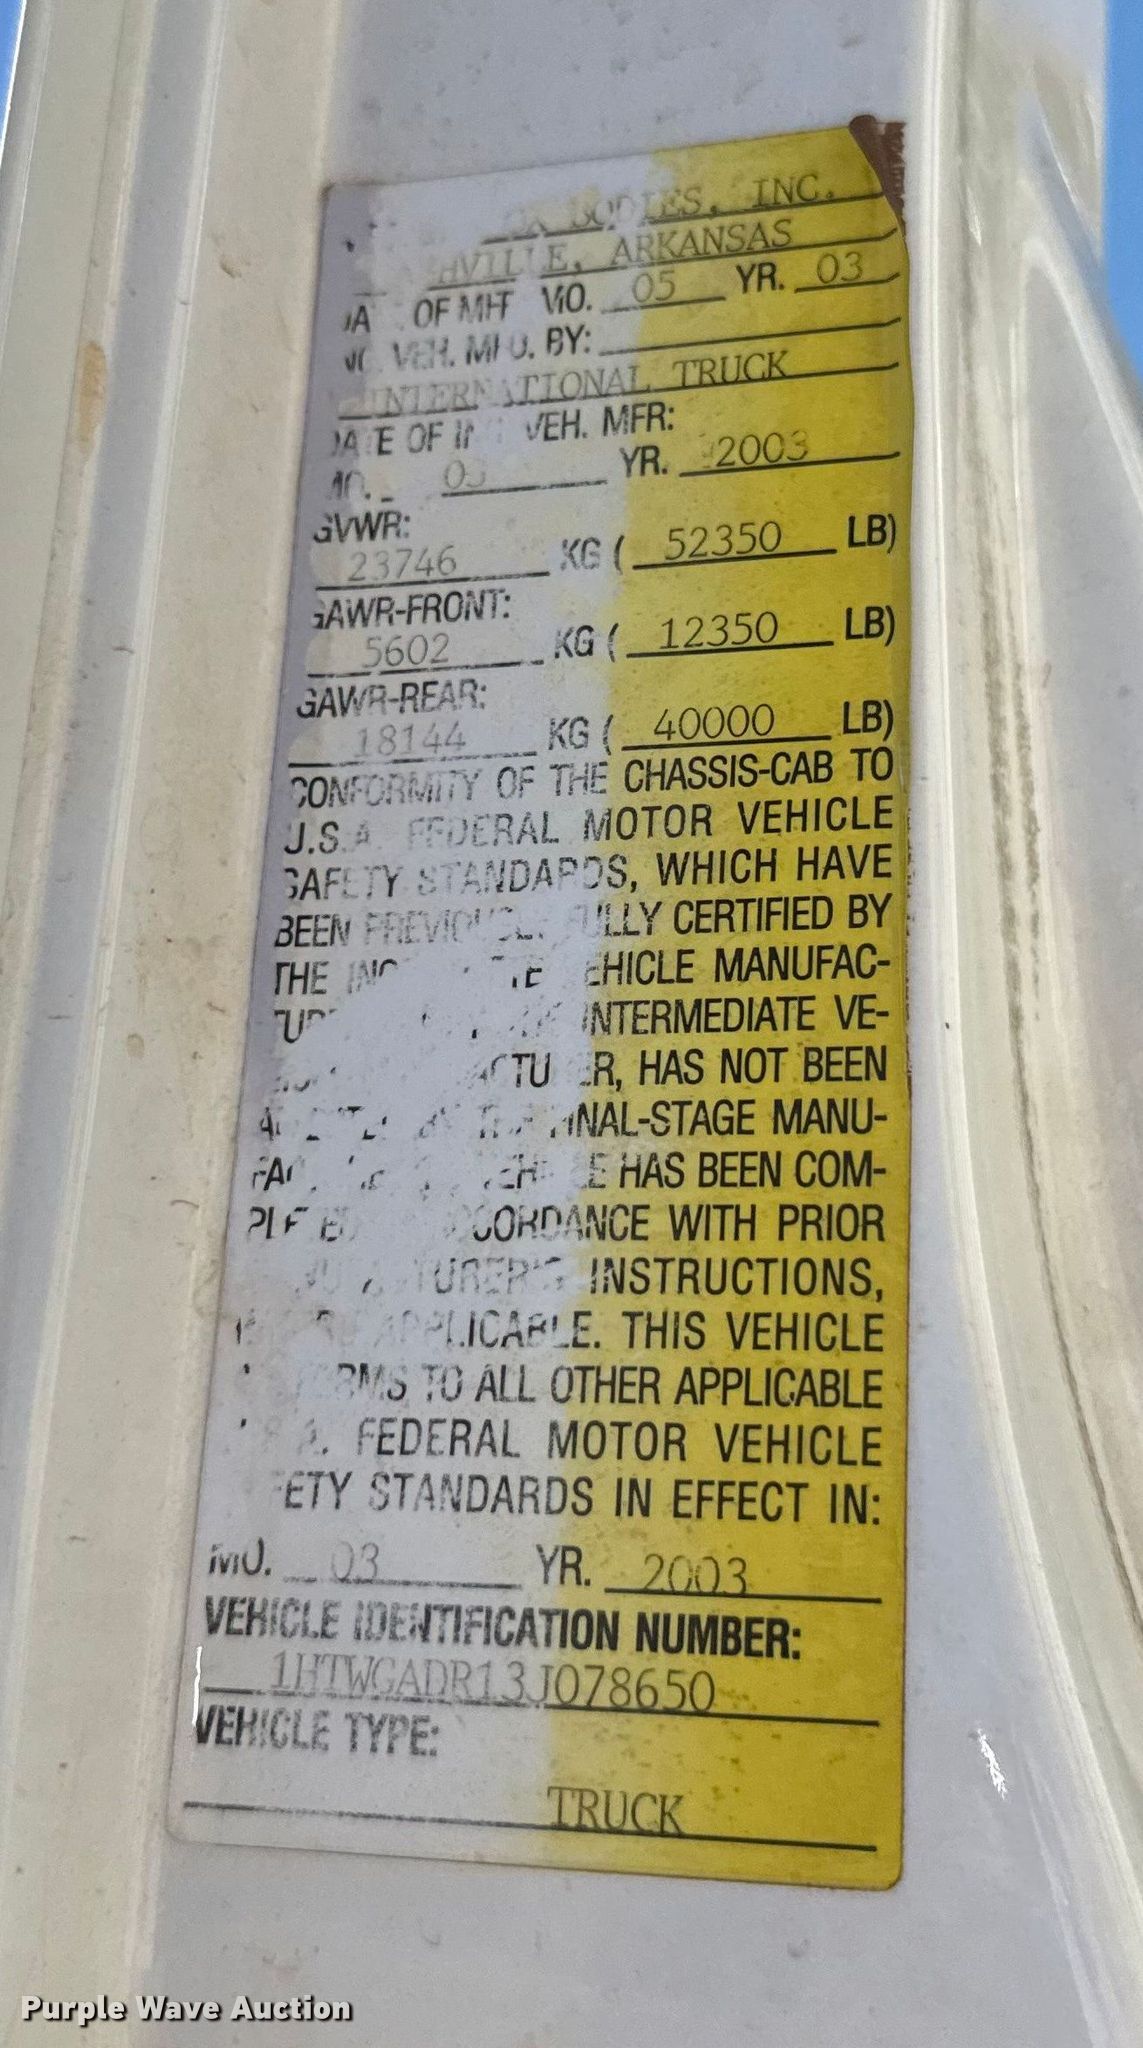 BODIES, INC.
ARKANSAS
OF MO. 05 YR. 03
VEH. BY:
INTERNATIONAL TRUCK
DATE OF VEH. MFR:
YR. 2003
GVWR:
23746 KG ( 52350 LB)
GAWR-FRONT:
5602 KG ( 12350 LB)
GAWR-REAR:
18144 KG ( 40000 LB)
CONFORMITY OF THE CHASSIS-CAB TO
U.S.A. FEDERAL MOTOR VEHICLE
SAFETY STANDARDS, WHICH HAVE
BEEN PREVIOUSLY FULLY CERTIFIED BY
THE VEHICLE MANUFAC-
INTERMEDIATE VE-
HAS NOT BEEN
FINAL-STAGE MANU-
HAS BEEN COM-
ACCORDANCE WITH PRIOR
MANUFACTURER'S INSTRUCTIONS,
WHERE APPLICABLE. THIS VEHICLE
TO ALL OTHER APPLICABLE
FEDERAL MOTOR VEHICLE
STANDARDS IN EFFECT IN:
MO. 03 YR. 2003
VEHICLE IDENTIFICATION NUMBER:
1HTWGADR13J078650
VEHICLE TYPE:
TRUCK
Purple Wave Auction